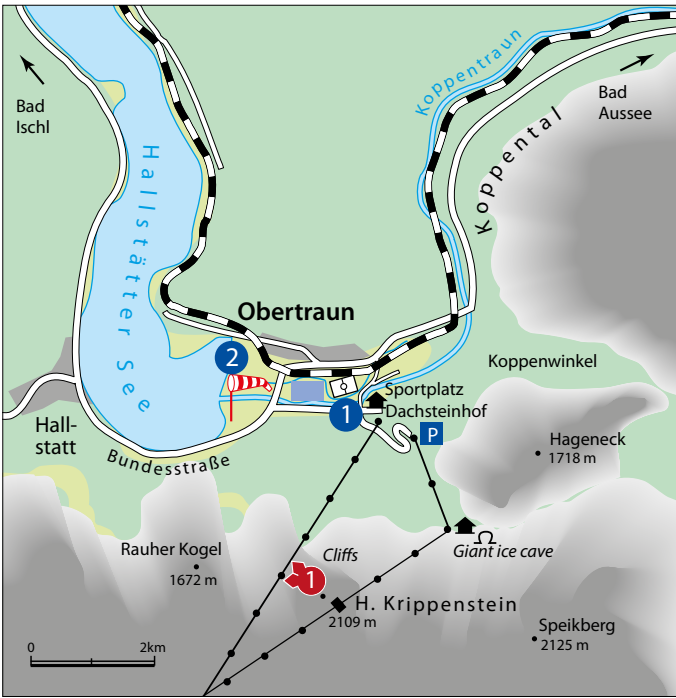 Bad
Ischl
Koppentraun
Bad
Aussee
Koppental
Hallstätter See
Obertraun
2
Koppenwinkel
Sportplatz
1
Dachsteinhof
P
Hall-
statt
Bundesstraße
Hageneck
1718 m
Rauher Kogel
1672 m
Cliffs
Giant ice cave
1
H. Krippenstein
2109 m
Speikberg
2125 m
0 2km